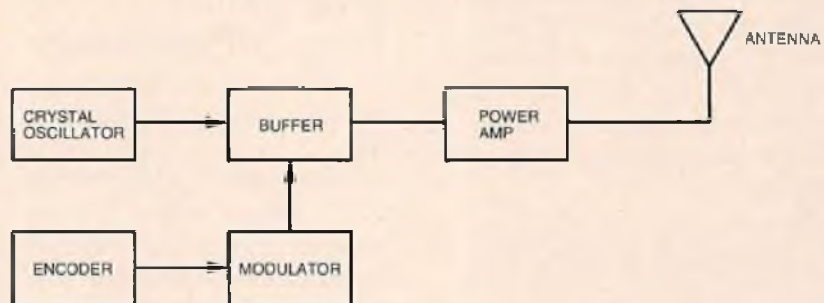 ANTENNA
CRYSTAL
OSCILLATOR
BUFFER
POWER
AMP
ENCODER
MODULATOR